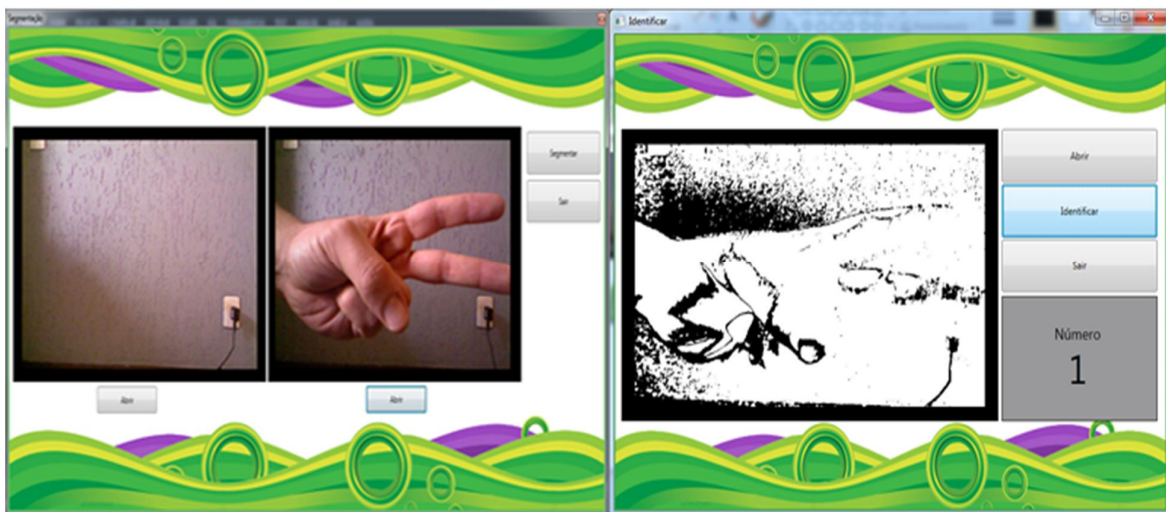 Segmentação
Segmentar
Sair
Abrir
Abrir
Identificar
Abrir
Identificar
Sair
Número
1